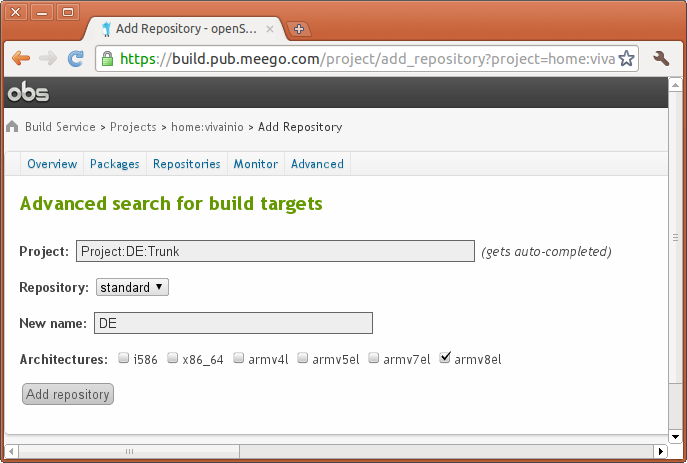 Add Repository - openS...
https://build.pub.meego.com/project/add_repository?project=home:viva
obs
Build Service > Projects > home:vivainio > Add Repository
Overview Packages Repositories Monitor Advanced
Advanced search for build targets
Project: Project:DE:Trunk (gets auto-completed)
Repository: standard
New name: DE
Architectures: i586 x86_64 armv4l armv5el armv7el armv8el
Add repository